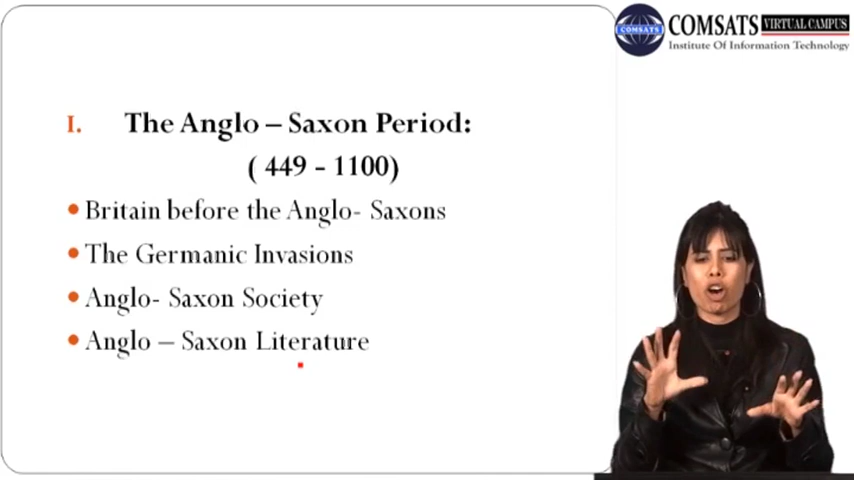 COMSATS VIRTUAL CAMPUS
COMSATS
Institute Of Information Technology
I. The Anglo – Saxon Period:
( 449 - 1100)
Britain before the Anglo- Saxons
The Germanic Invasions
Anglo- Saxon Society
Anglo – Saxon Literature